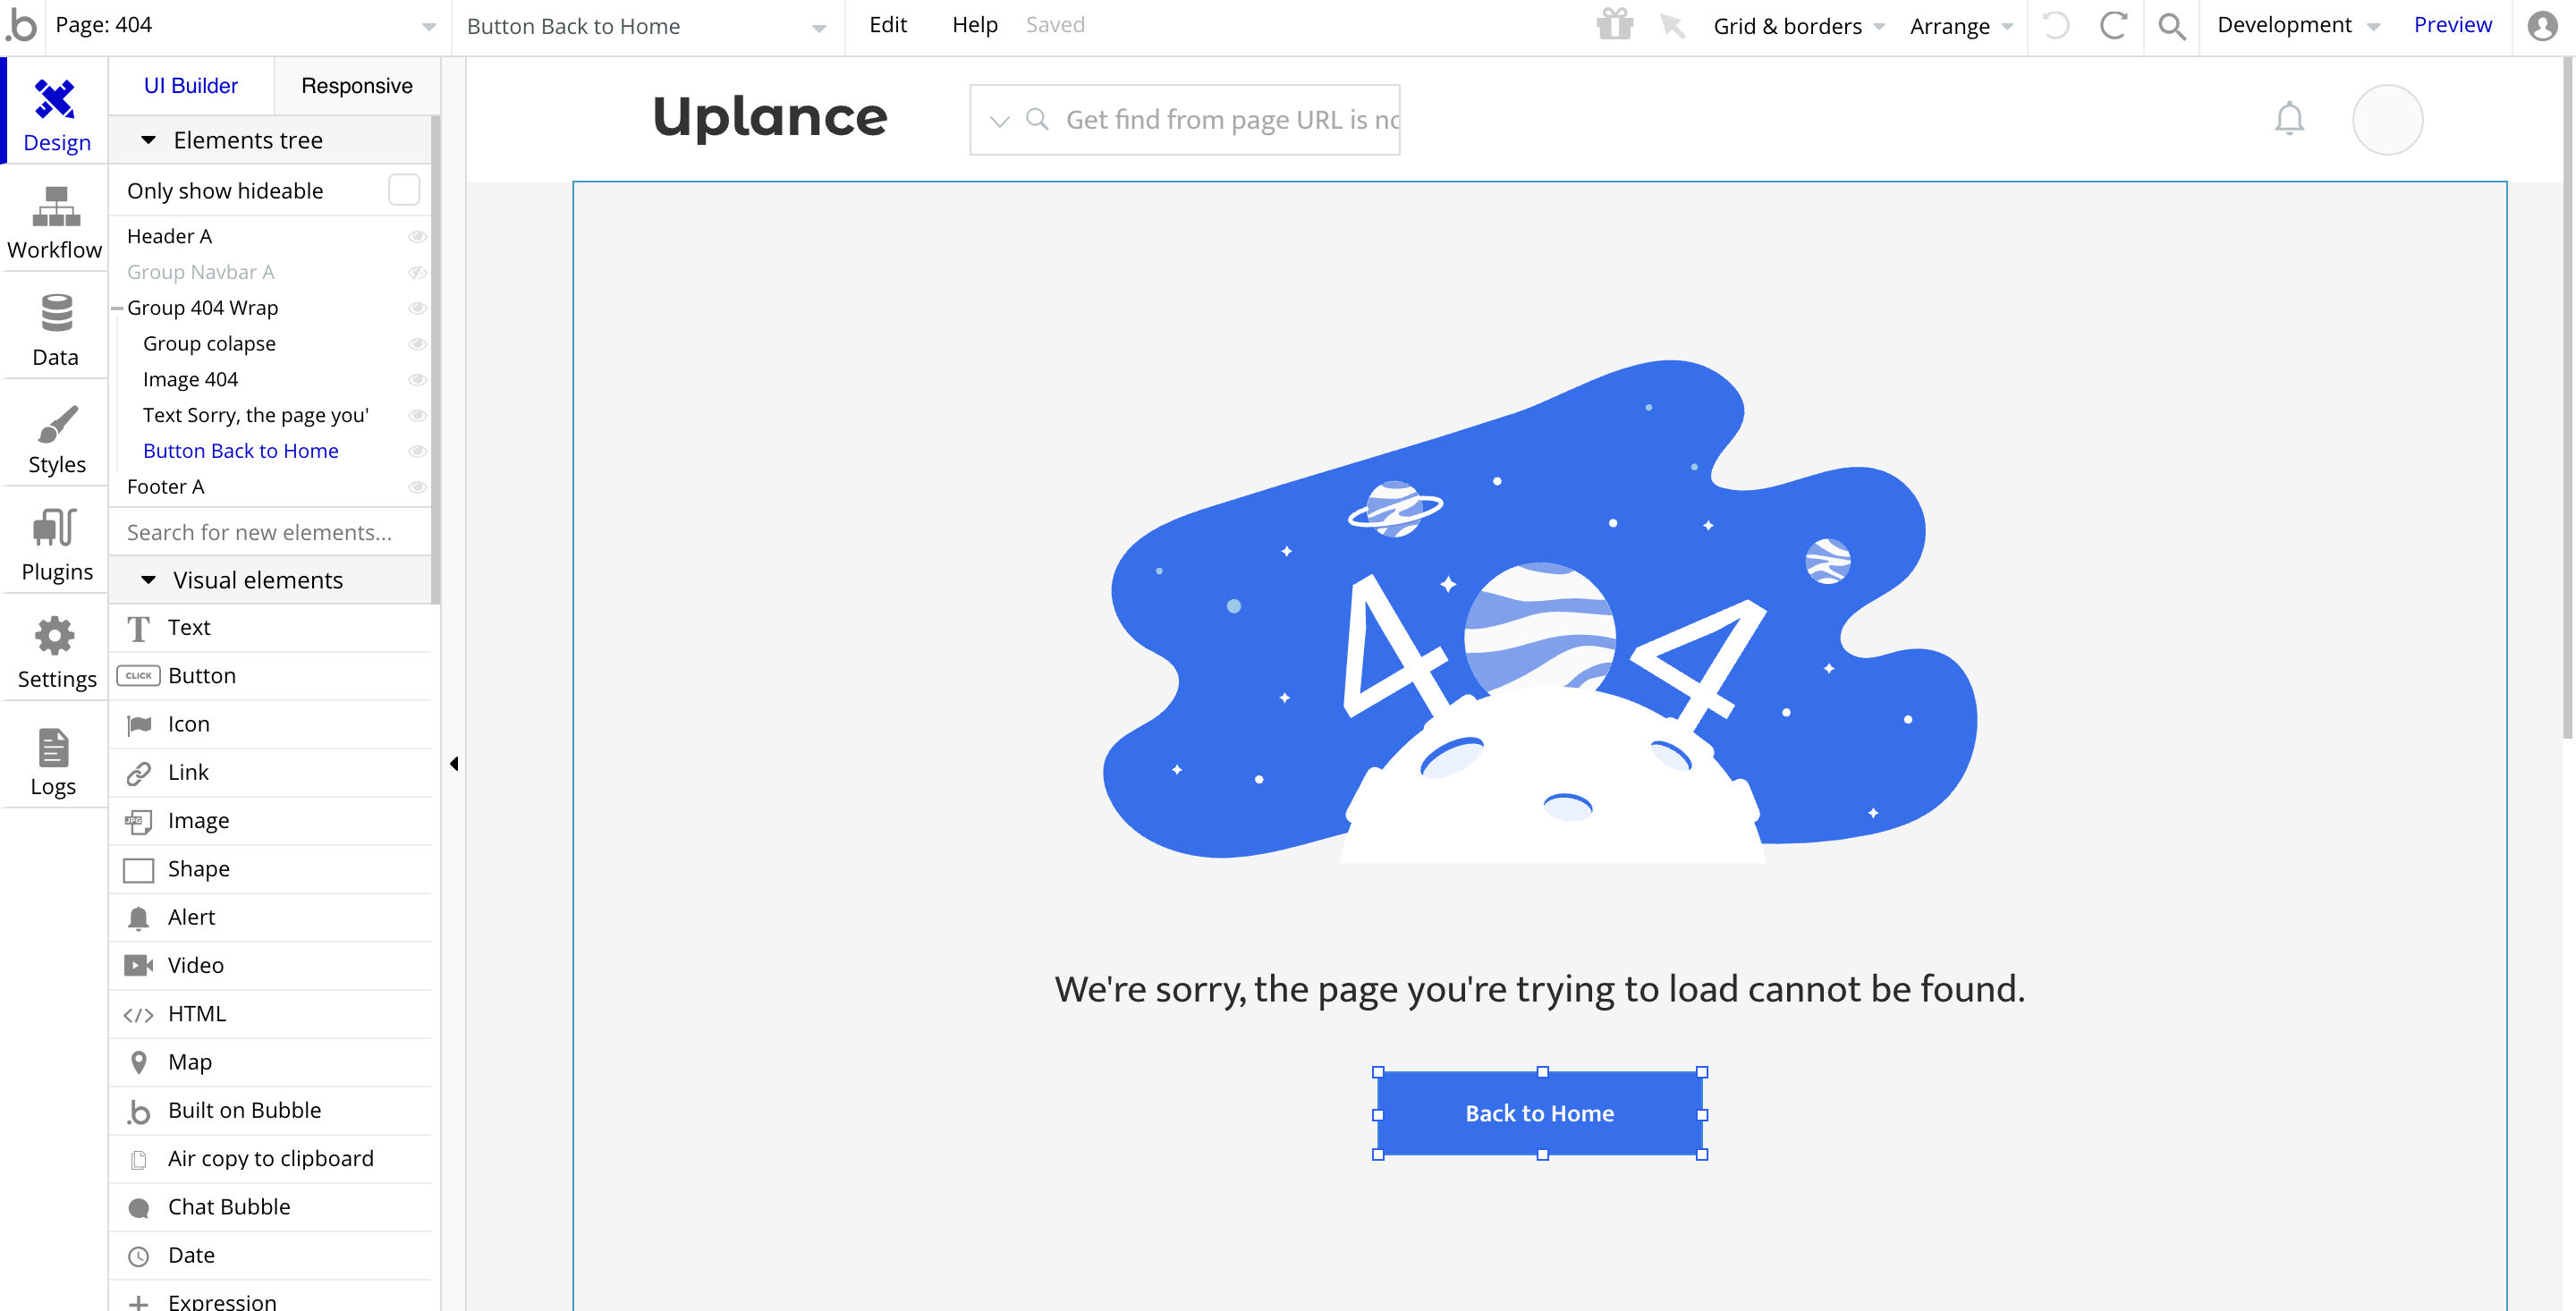 Page: 404
Button Back to Home
Edit
Help
Saved
Grid & borders
Arrange
Development
Preview
Design
Workflow
Data
Styles
Plugins
Settings
Logs
UI Builder
Responsive
Elements tree
Only show hideable
Header A
Group Navbar A
Group 404 Wrap
Group colapse
Image 404
Text Sorry, the page you'
Button Back to Home
Footer A
Search for new elements...
Visual elements
Text
CLICK Button
Icon
Link
JPG Image
Shape
Alert
Video
HTML
Map
Built on Bubble
Air copy to clipboard
Chat Bubble
Date
Expression
Uplance
Get find from page URL is no
404
We're sorry, the page you're trying to load cannot be found.
Back to Home